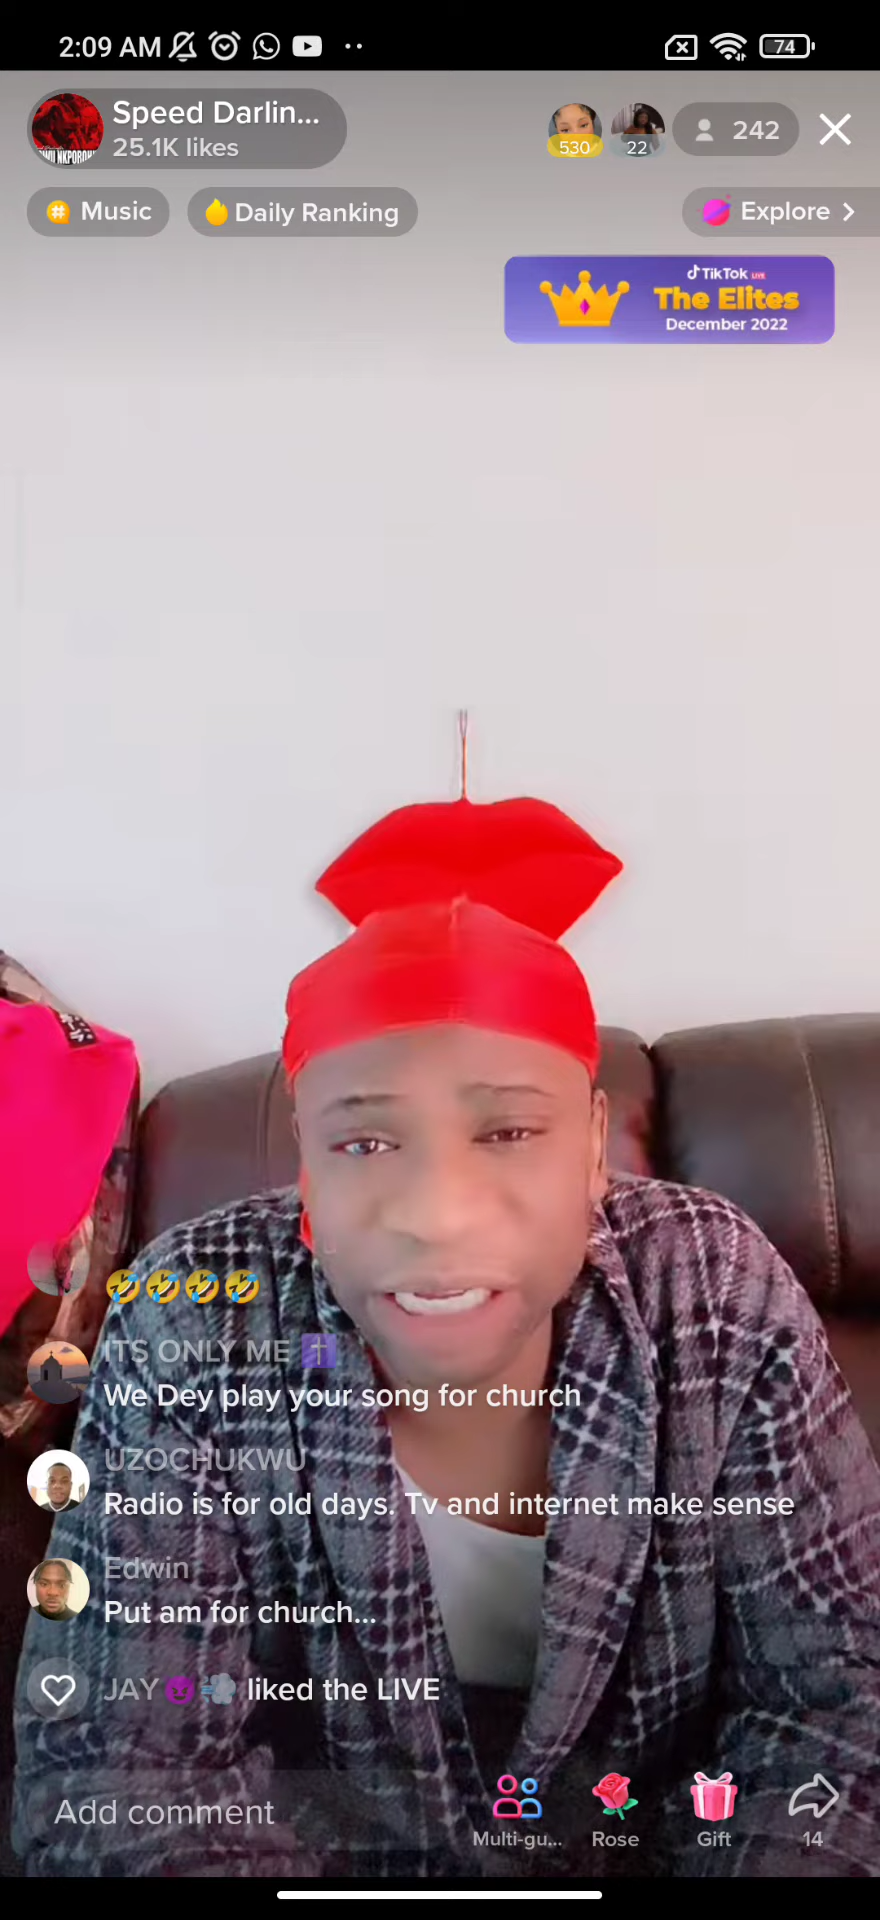 2:09 AM
74
Speed Darlin...
25.1K likes
530
22
242
Music
Daily Ranking
Explore
TikTok LIVE
The Elites
December 2022
ITS ONLY ME
We Dey play your song for church
UZOCHUKWU
Radio is for old days. Tv and internet make sense
Edwin
Put am for church...
JAY liked the LIVE
Add comment
Multi-gu...
Rose
Gift
14